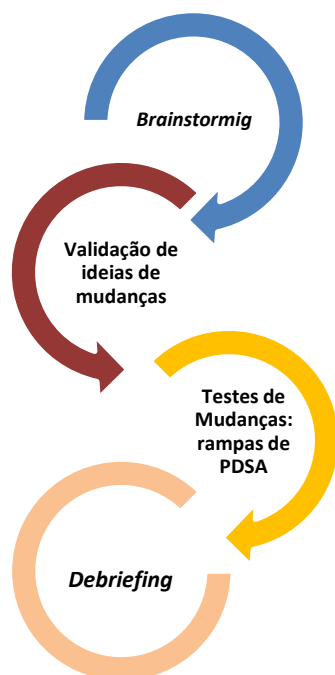 Brainstormig
Validação de
ideias de
mudanças
Testes de
Mudanças:
rampas de
PDSA
Debriefing